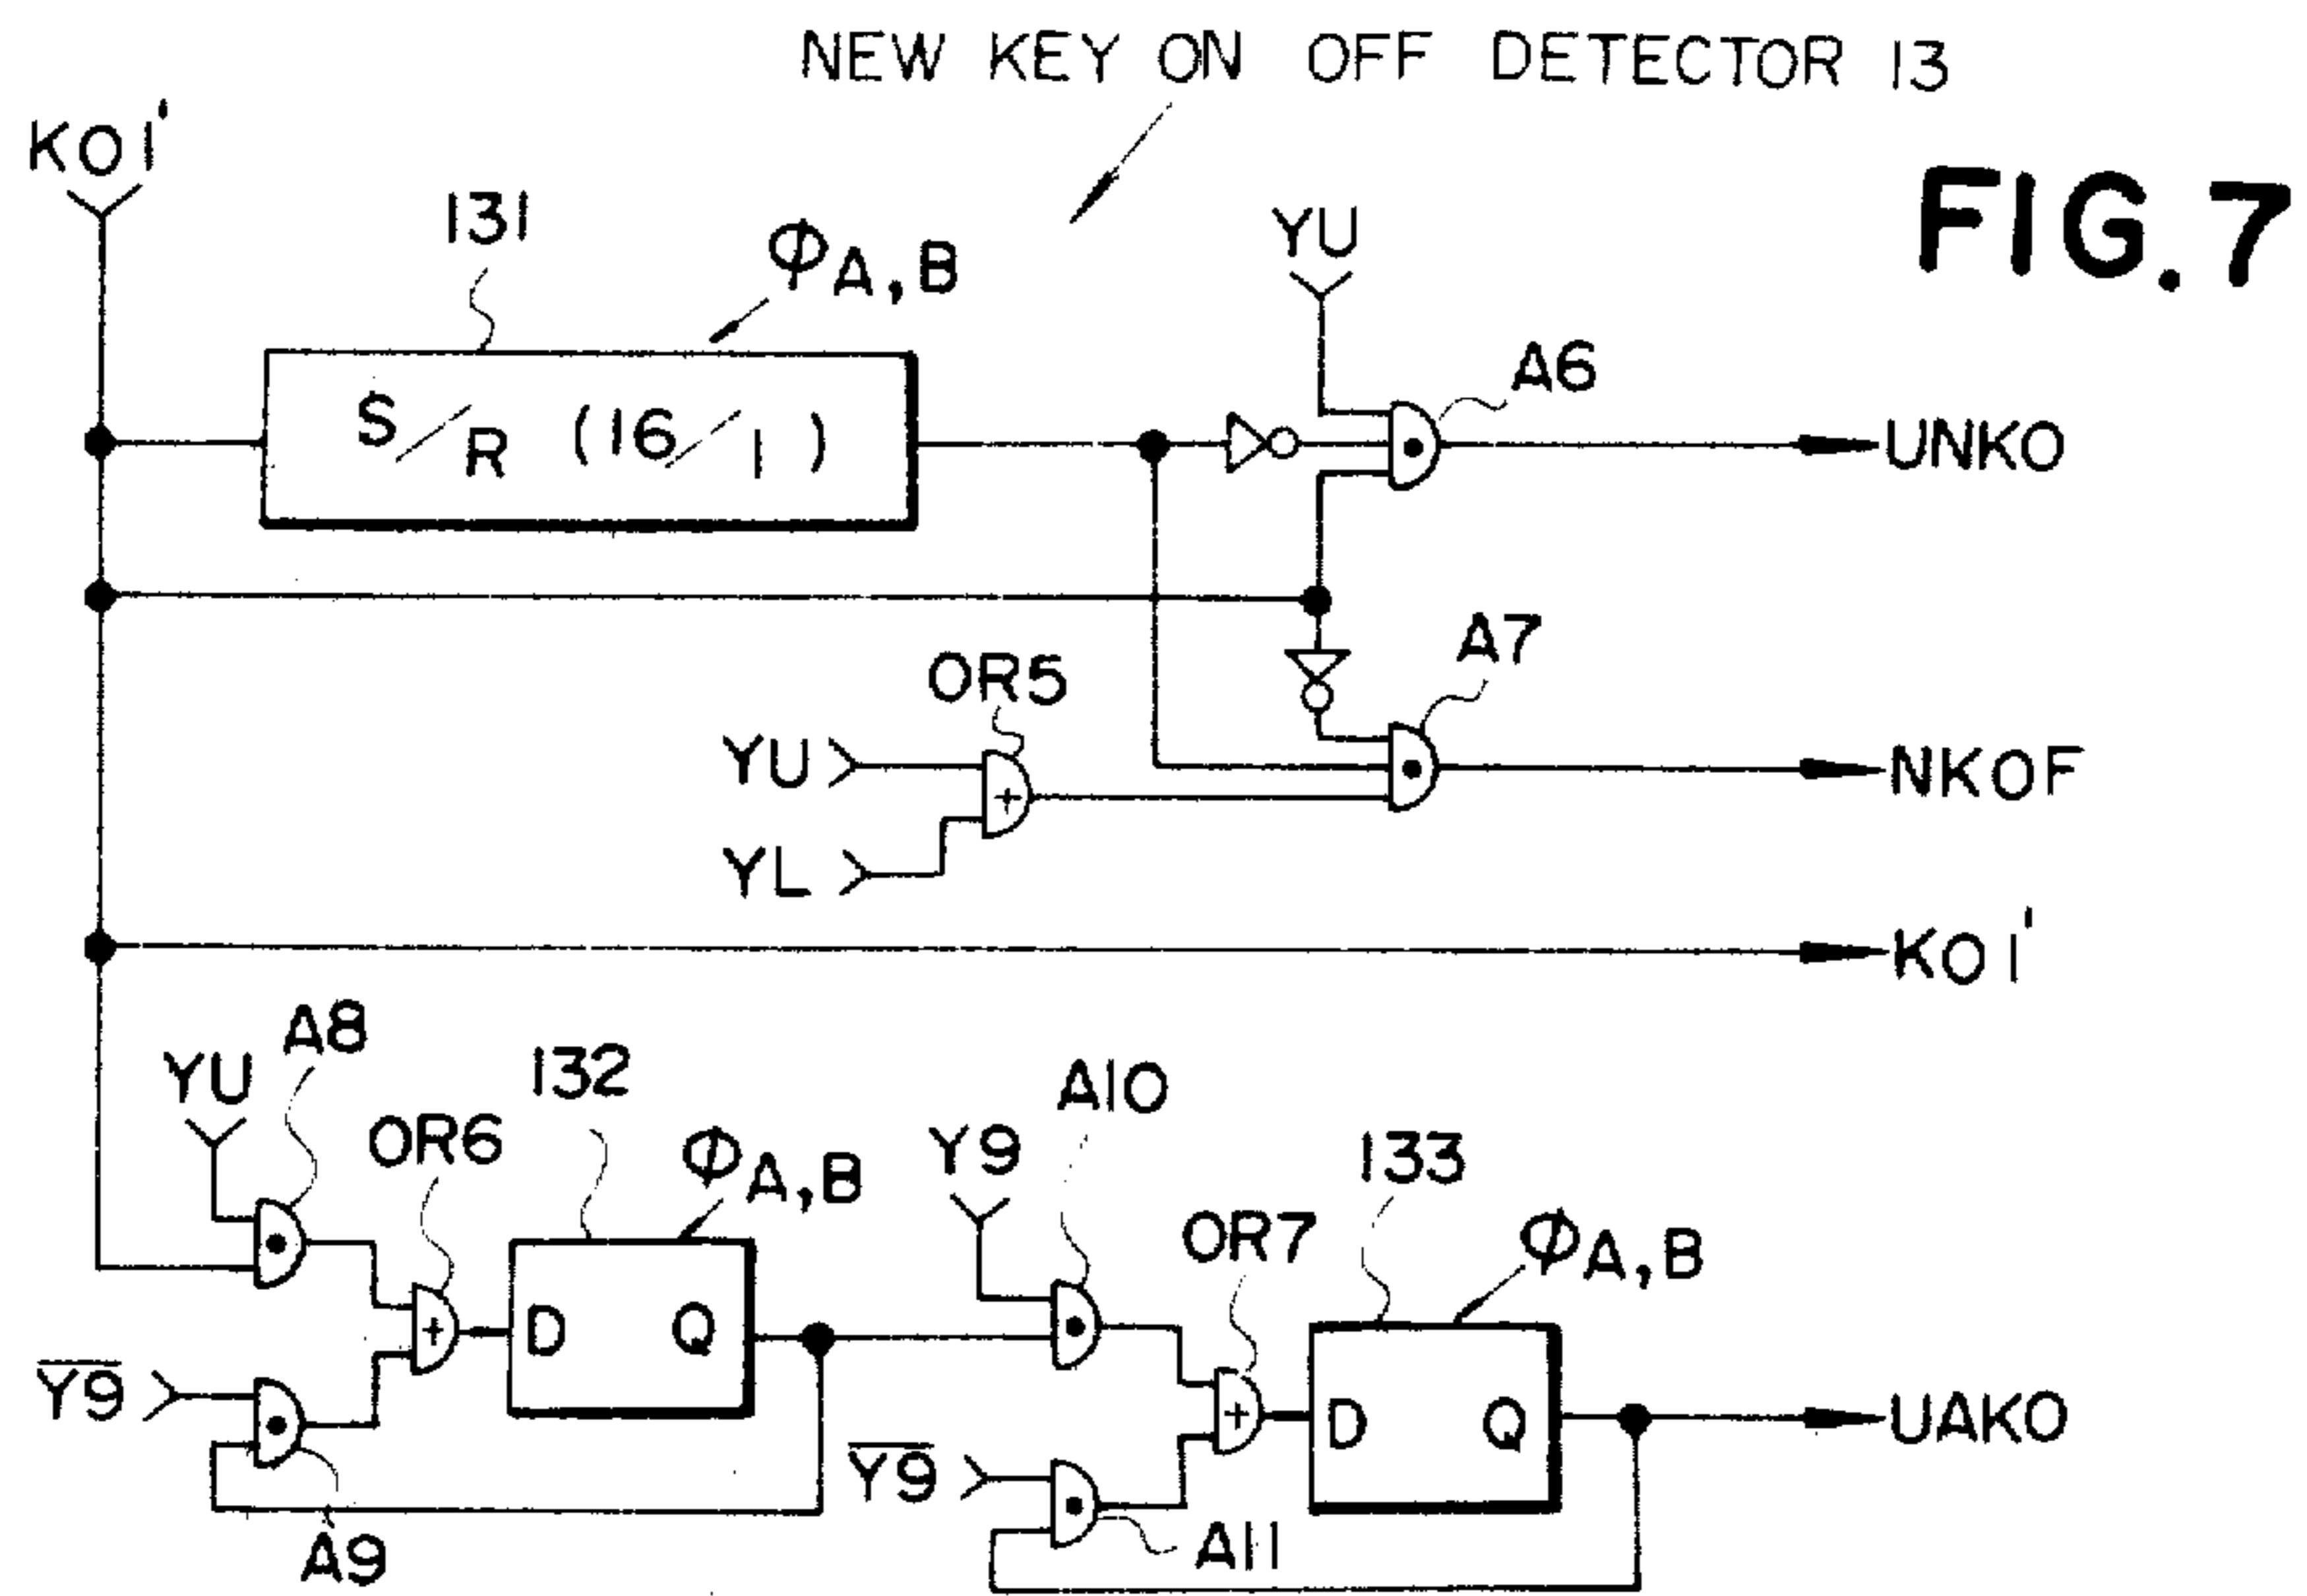 NEW KEY ON OFF DETECTOR 13
FIG. 7
KO1'
131
ΦA,B
YU
S/R (16/1)
A6
UNKO
A7
OR5
YU
NKOF
YL
KO1'
A8
YU
132
A10
OR6
ΦA,B
Y9
133
OR7
ΦA,B
D Q
Y9̅
D Q
UAKO
Y9̅
A9
A11